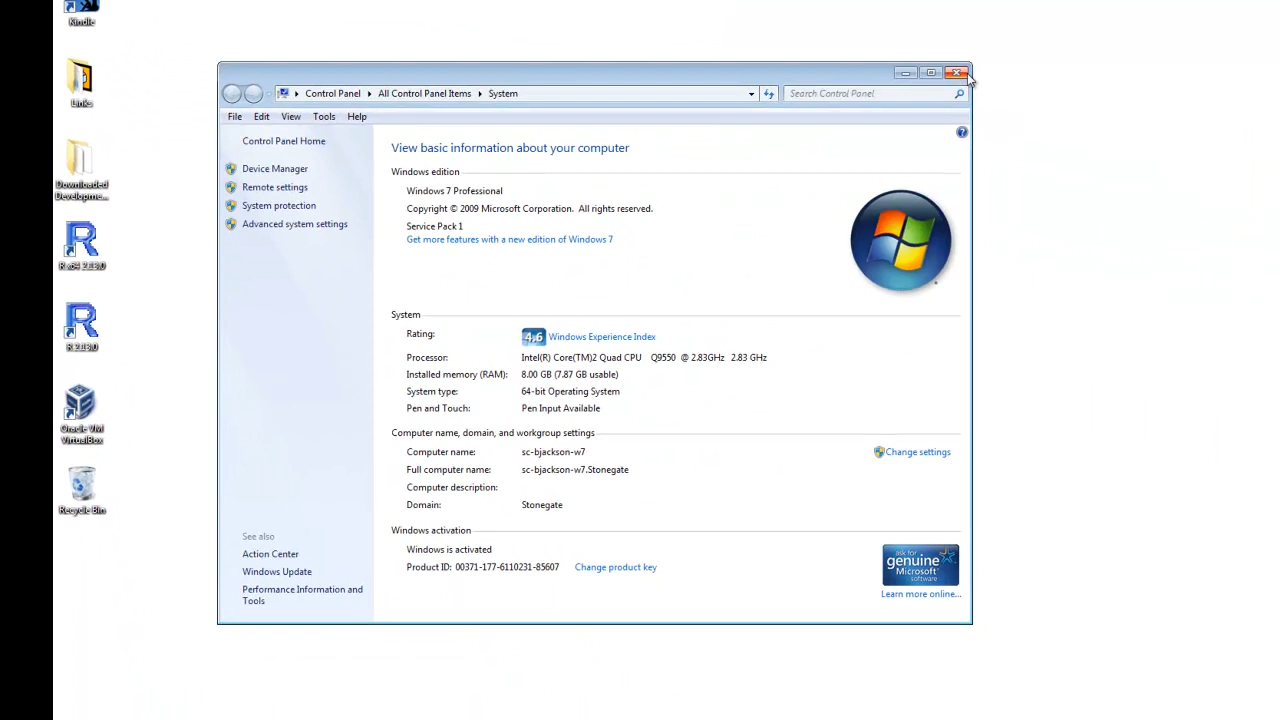 Kindle
Links
Downloaded
Developme...
R x64 2.13.0
R 2.13.0
Oracle VM
VirtualBox
Recycle Bin
Control Panel All Control Panel Items System
Search Control Panel
File Edit View Tools Help
Control Panel Home
Device Manager
Remote settings
System protection
Advanced system settings
See also
Action Center
Windows Update
Performance Information and
Tools
View basic information about your computer
Windows edition
Windows 7 Professional
Copyright © 2009 Microsoft Corporation. All rights reserved.
Service Pack 1
Get more features with a new edition of Windows 7
System
Rating: 4,6 Windows Experience Index
Processor: Intel(R) Core(TM)2 Quad CPU Q9550 @ 2.83GHz 2.83 GHz
Installed memory (RAM): 8.00 GB (7.87 GB usable)
System type: 64-bit Operating System
Pen and Touch: Pen Input Available
Computer name, domain, and workgroup settings
Computer name: sc-bjackson-w7
Change settings
Full computer name: sc-bjackson-w7.Stonegate
Computer description:
Domain: Stonegate
Windows activation
Windows is activated
Product ID: 00371-177-6110231-85607 Change product key
ask for
genuine
Microsoft
software
Learn more online...